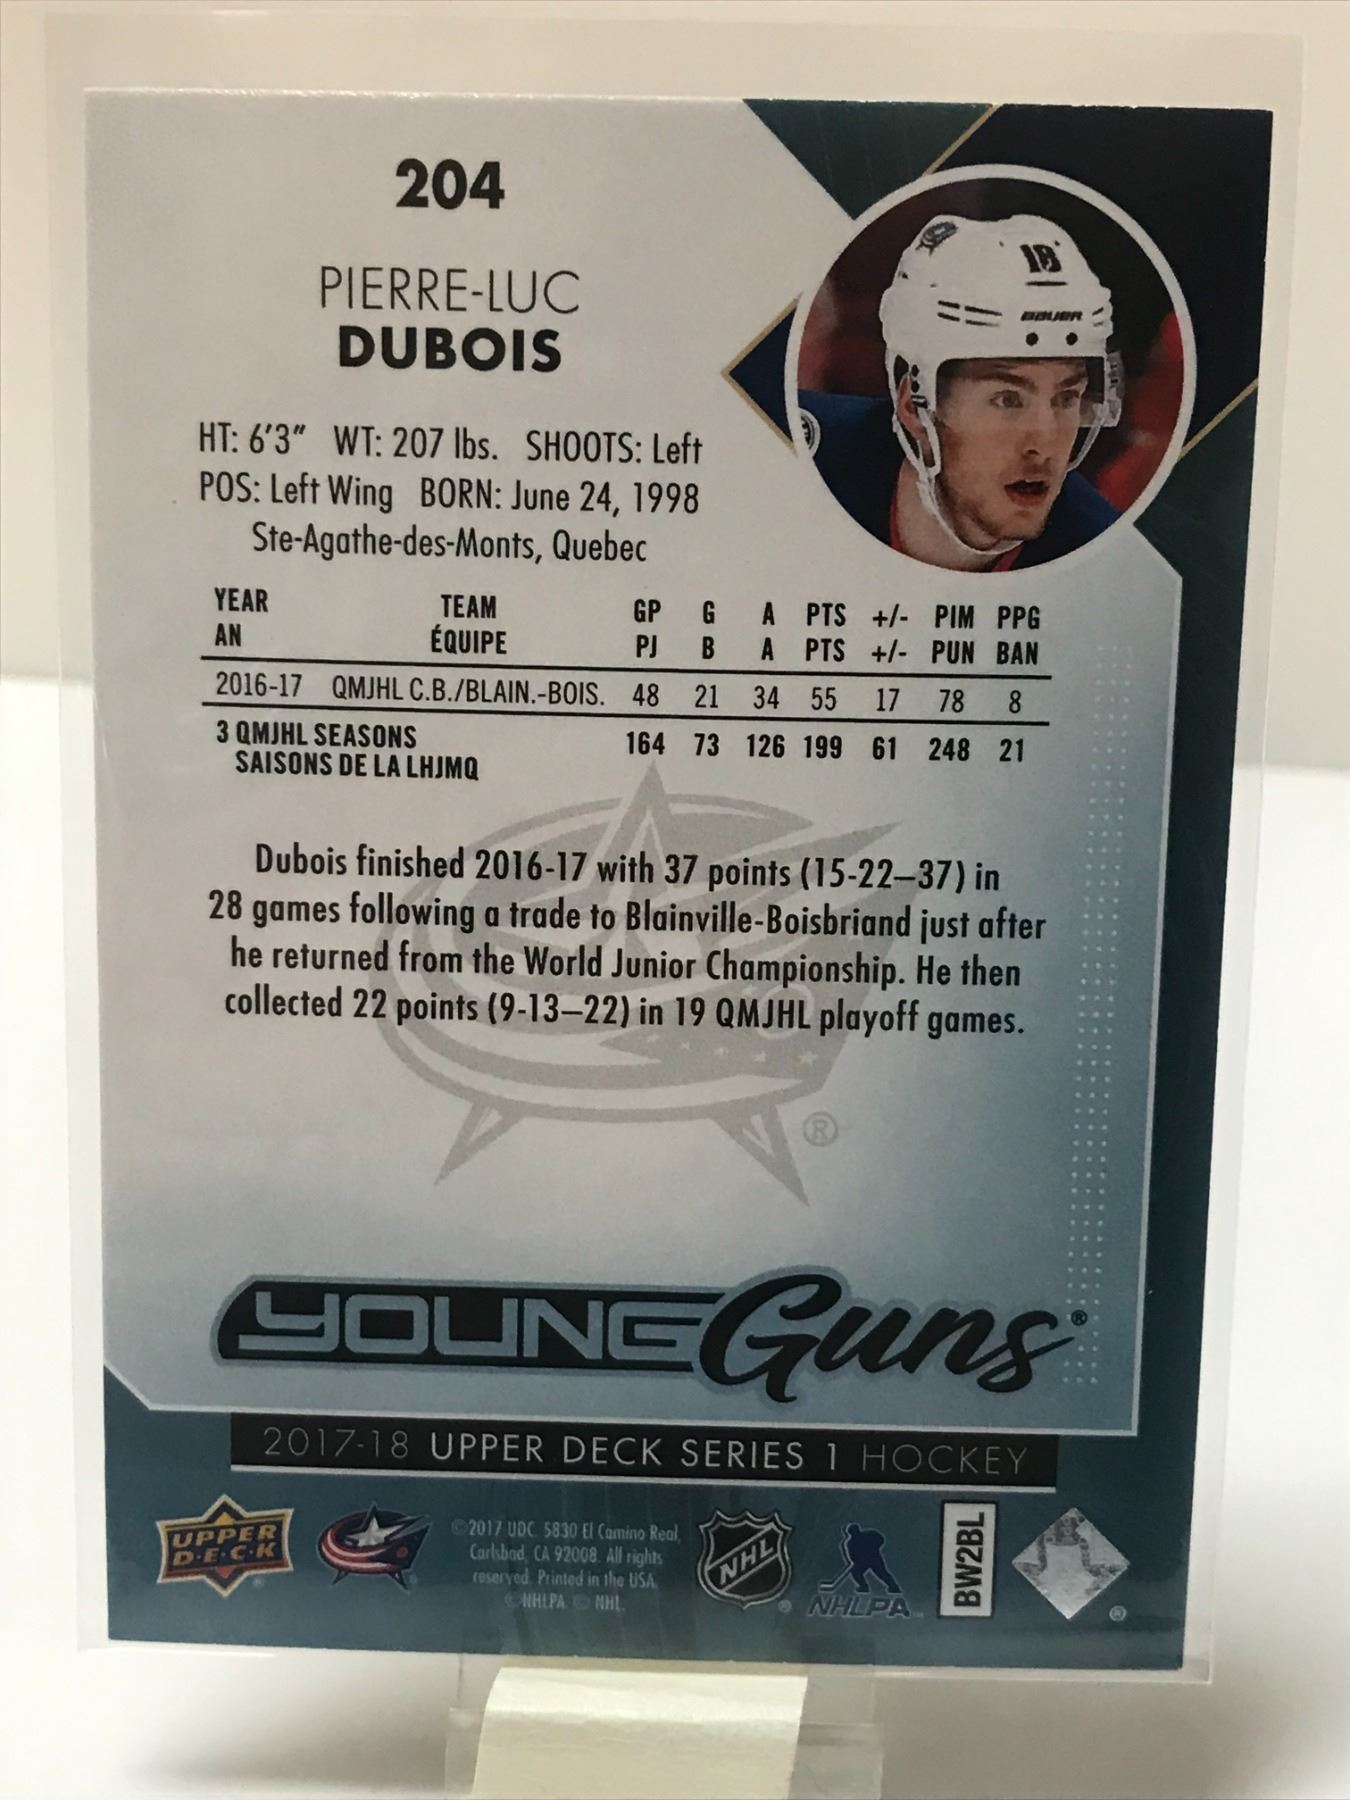 204
PIERRE-LUC
DUBOIS
18
BAUER
HT: 6'3" WT: 207 lbs. SHOOTS: Left
POS: Left Wing BORN: June 24, 1998
Ste-Agathe-des-Monts, Quebec
YEAR TEAM GP G A PTS +/- PIM PPG
AN ÉQUIPE PJ B A PTS +/- PUN BAN
2016-17 QMJHL C.B./BLAIN.-BOIS. 48 21 34 55 17 78 8
3 QMJHL SEASONS 164 73 126 199 61 248 21
SAISONS DE LA LHJMQ
Dubois finished 2016-17 with 37 points (15-22—37) in
28 games following a trade to Blainville-Boisbriand just after
he returned from the World Junior Championship. He then
collected 22 points (9-13—22) in 19 QMJHL playoff games.
®
YOUNG Guns®
2017-18 UPPER DECK SERIES 1 HOCKEY
UPPER
D·E·C·K
©2017 UDC. 5830 El Camino Real,
Carlsbad, CA 92008. All rights
reserved. Printed in the USA.
© NHLPA. © NHL.
NHL
NHLPA
BW2BL
®